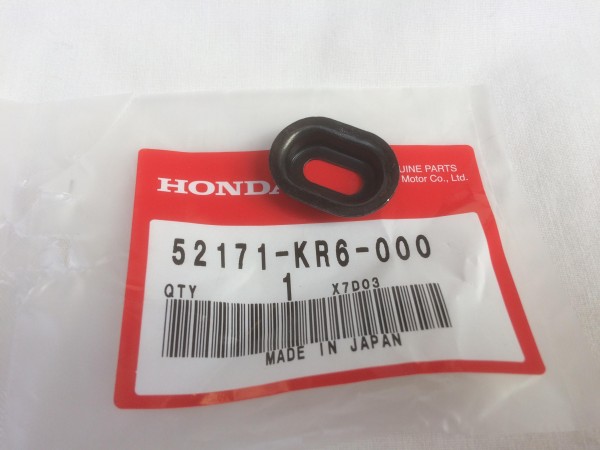 HONDA
UINE PARTS
Motor Co., Ltd.
52171-KR6-000
QTY 1 X7D03
MADE IN JAPAN